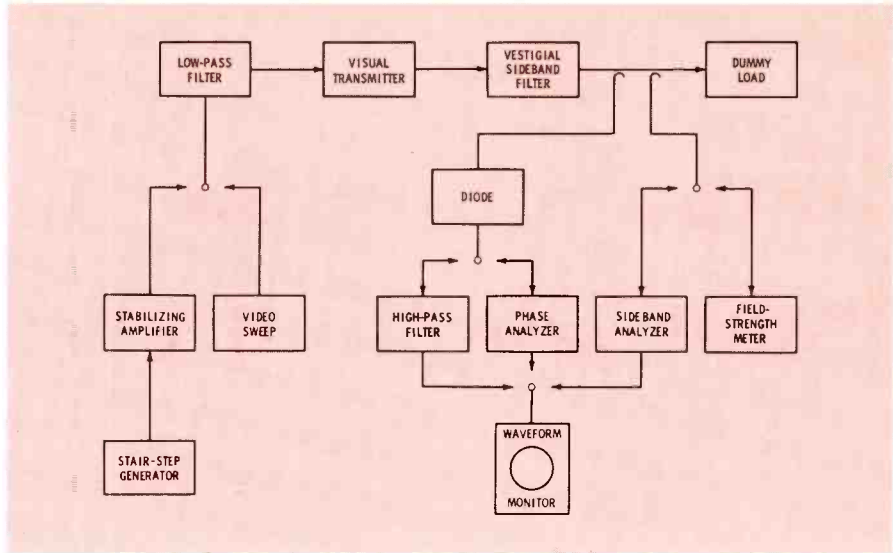 LOW-PASS
FILTER
VISUAL
TRANSMITTER
VESTIGIAL
SIDEBAND
FILTER
DUMMY
LOAD
DIODE
STABILIZING
AMPLIFIER
VIDEO
SWEEP
HIGH-PASS
FILTER
PHASE
ANALYZER
SIDEBAND
ANALYZER
FIELD-
STRENGTH
METER
STAIR-STEP
GENERATOR
WAVEFORM
MONITOR